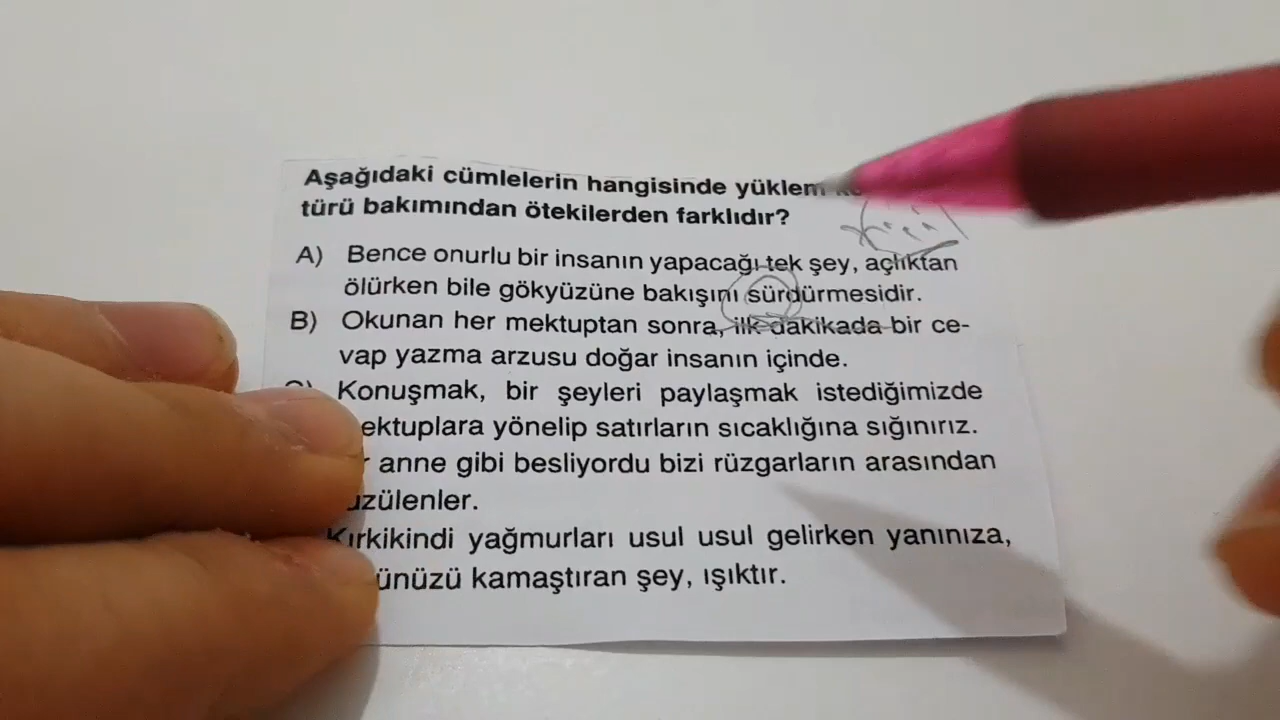 Aşağıdaki cümlelerin hangisinde yüklem
türü bakımından ötekilerden farklıdır?
A) Bence onurlu bir insanın yapacağı tek şey, açlıktan
ölürken bile gökyüzüne bakışını sürdürmesidir.
B) Okunan her mektuptan sonra, ilk dakikada bir ce-
vap yazma arzusu doğar insanın içinde.
Konuşmak, bir şeyleri paylaşmak istediğimizde
yönelip satırların sıcaklığına sığınırız.
anne gibi besliyordu bizi rüzgarların arasından
Kırkikindi yağmurları usul usul gelirken yanınıza,
kamaştıran şey, ışıktır.